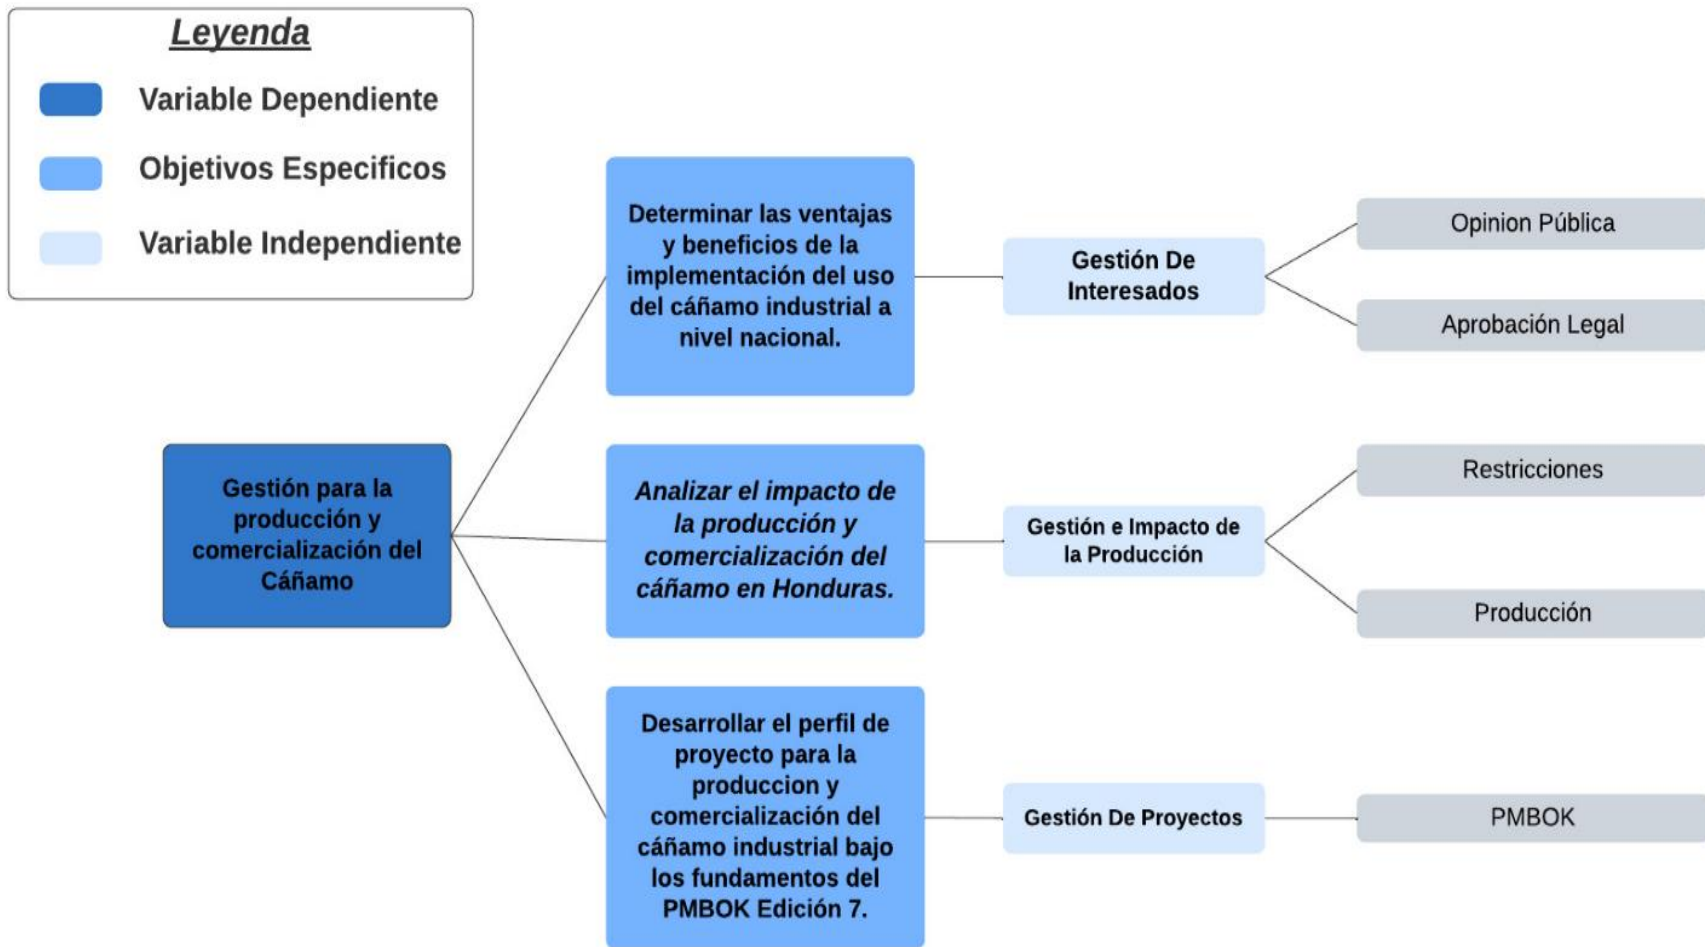 Leyenda
Variable Dependiente
Objetivos Especificos
Variable Independiente
Gestión para la
producción y
comercialización del
Cáñamo
Determinar las ventajas
y beneficios de la
implementación del uso
del cáñamo industrial a
nivel nacional.
Gestión De
Interesados
Opinion Pública
Aprobación Legal
Analizar el impacto de
la producción y
comercialización del
cáñamo en Honduras.
Gestión e Impacto de
la Producción
Restricciones
Producción
Desarrollar el perfil de
proyecto para la
produccion y
comercialización del
cáñamo industrial bajo
los fundamentos del
PMBOK Edición 7.
Gestión De Proyectos
PMBOK